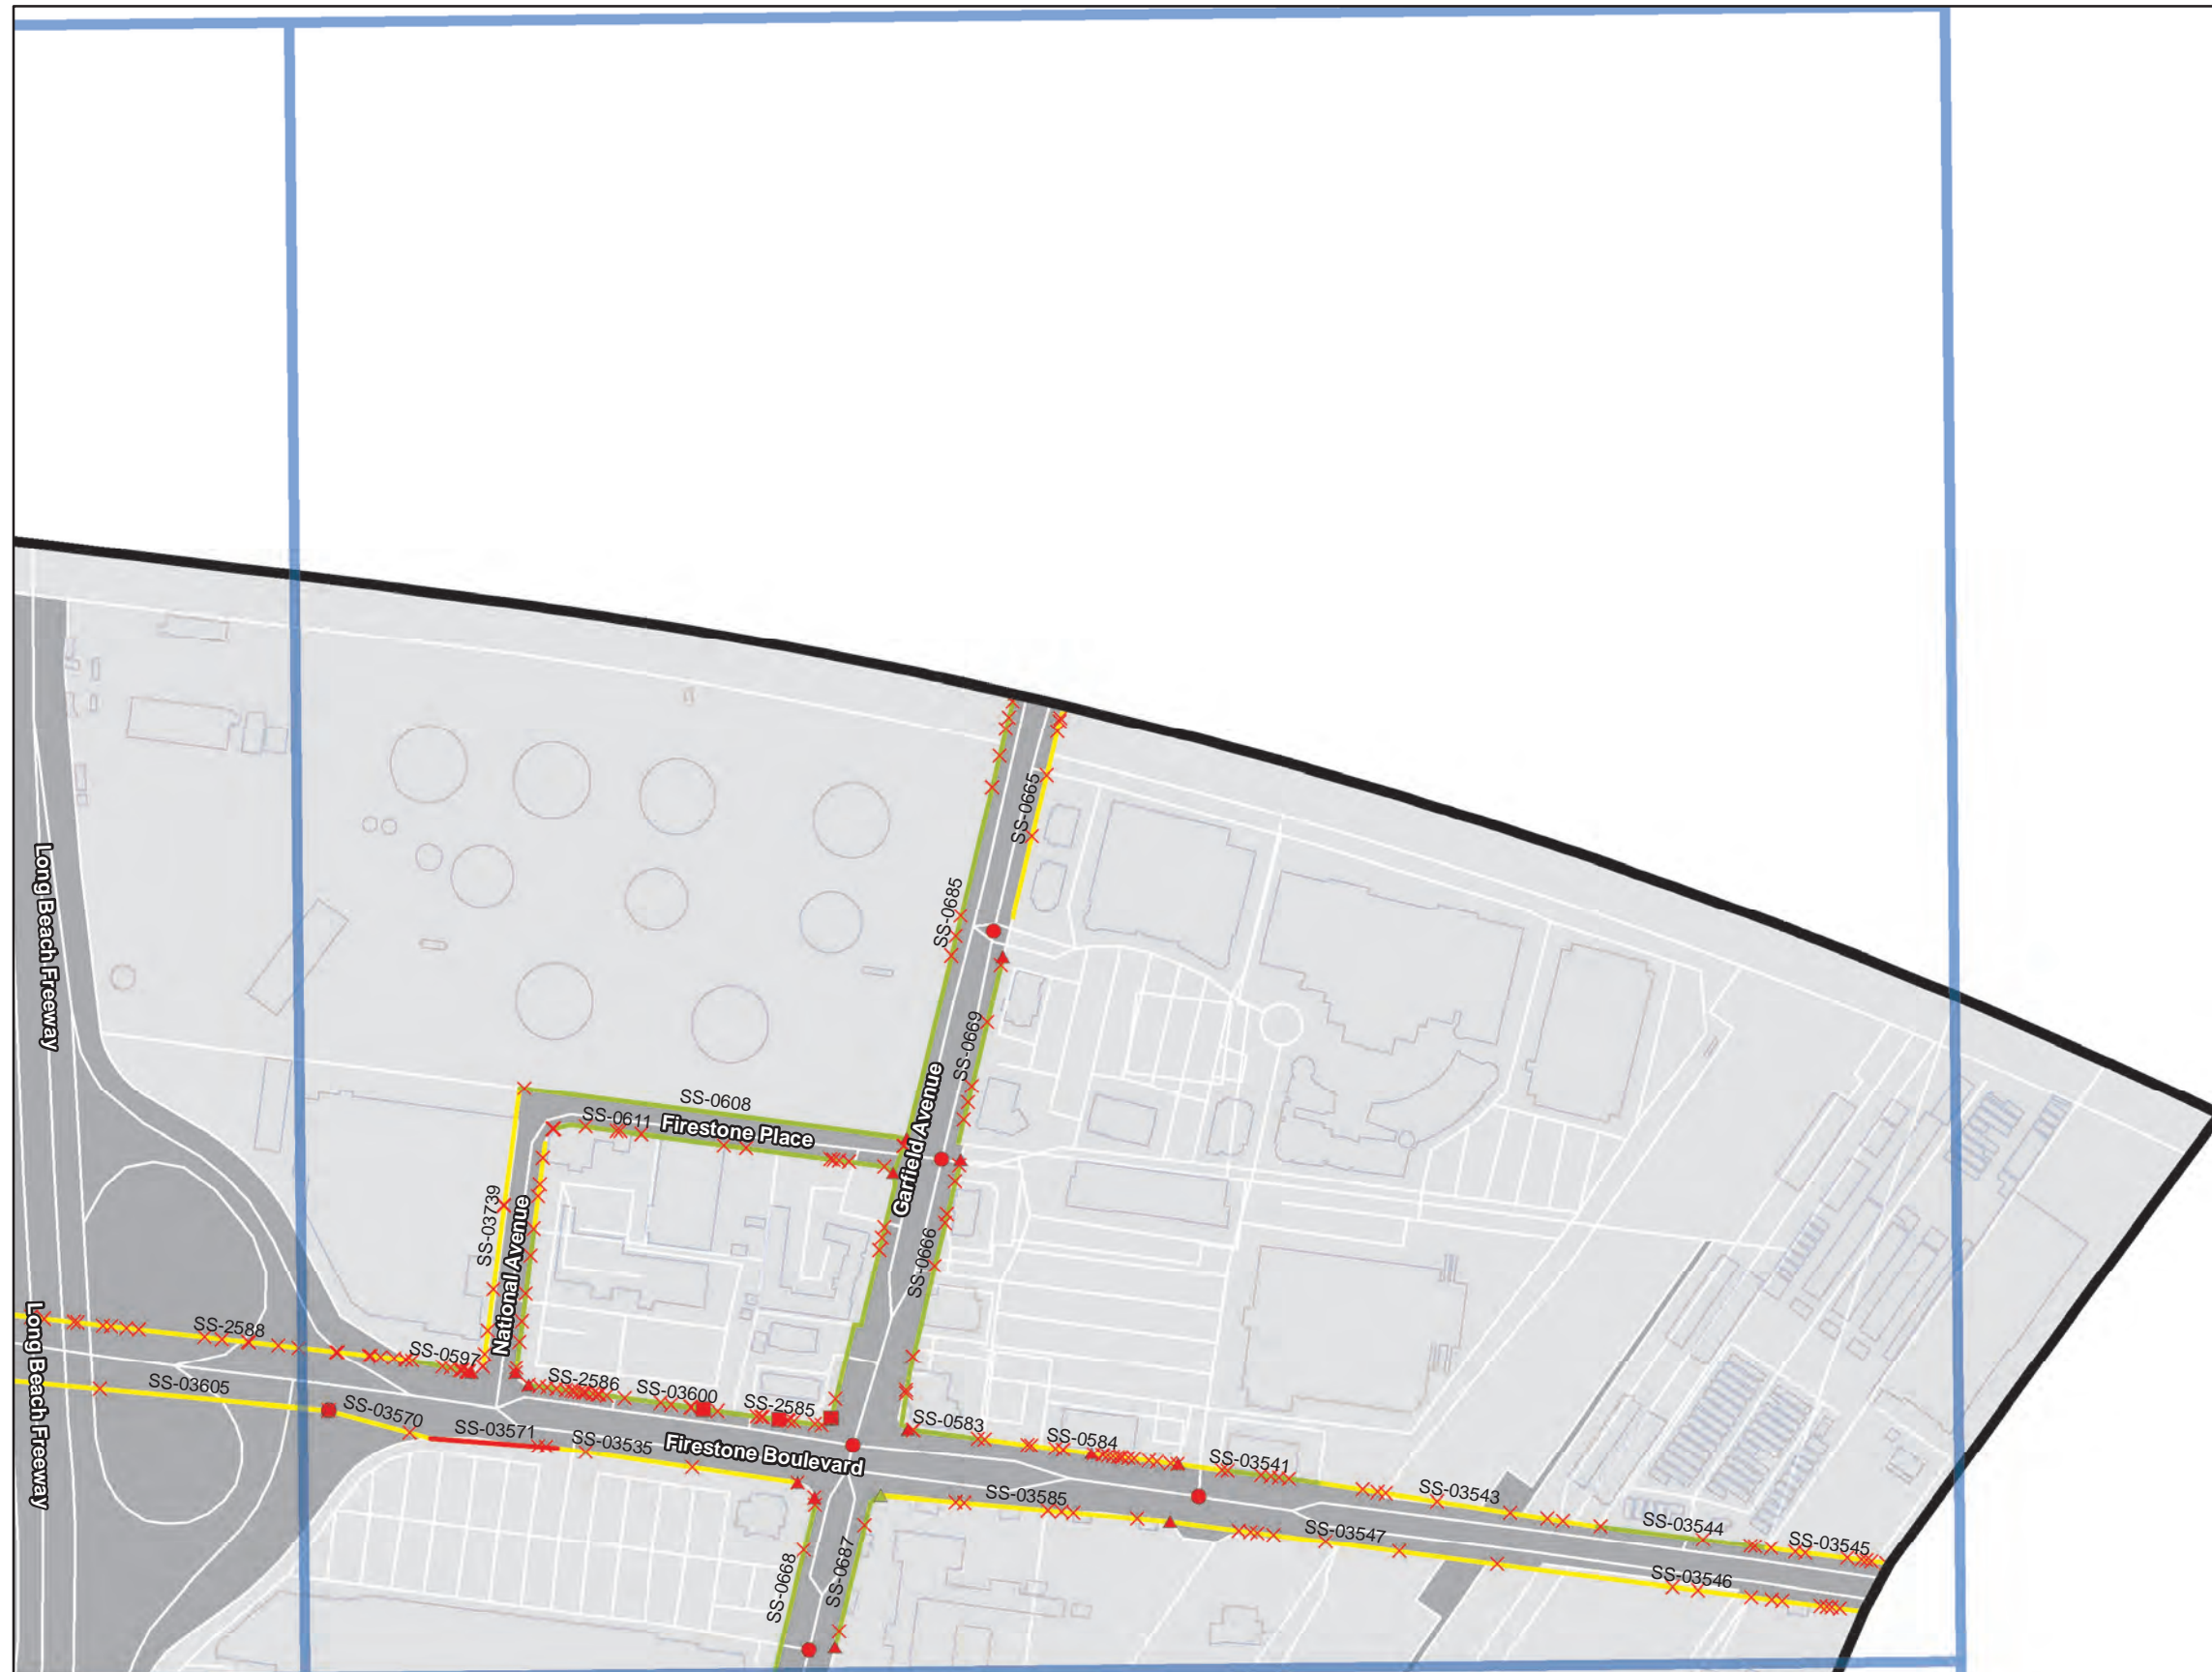 SS-0665
Long Beach Freeway
SS-0685
SS-0669
Garfield Avenue
SS-0608
SS-0611
Firestone Place
SS-03739
National Avenue
SS-0666
Long Beach Freeway
SS-2588
SS-0597
SS-03605
SS-2586
SS-03600
SS-2585
SS-03570
SS-03571
SS-03535
Firestone Boulevard
SS-0583
SS-0584
SS-03541
SS-03543
SS-03544
SS-03545
SS-03585
SS-03547
SS-03546
SS-0668
SS-0687